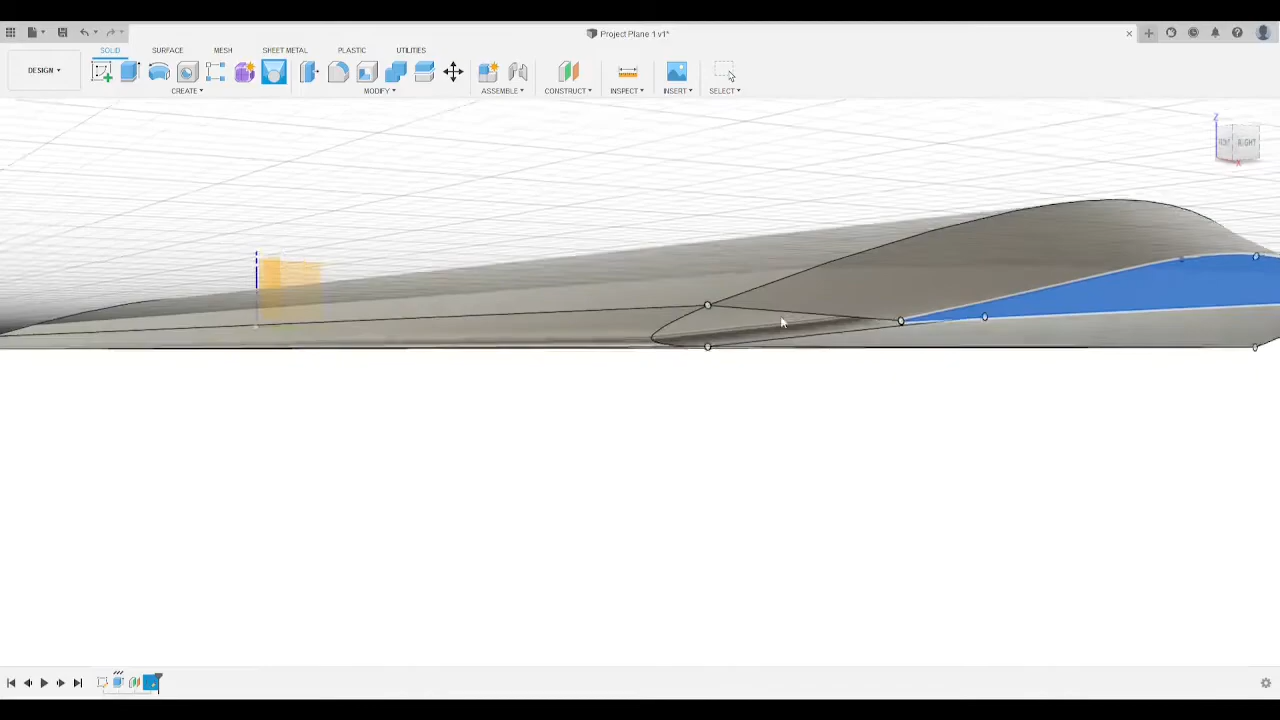 Project Plane 1 v1*
SOLID SURFACE MESH SHEET METAL PLASTIC UTILITIES
DESIGN
CREATE MODIFY ASSEMBLE CONSTRUCT INSPECT INSERT SELECT
Z
RIGHT
X